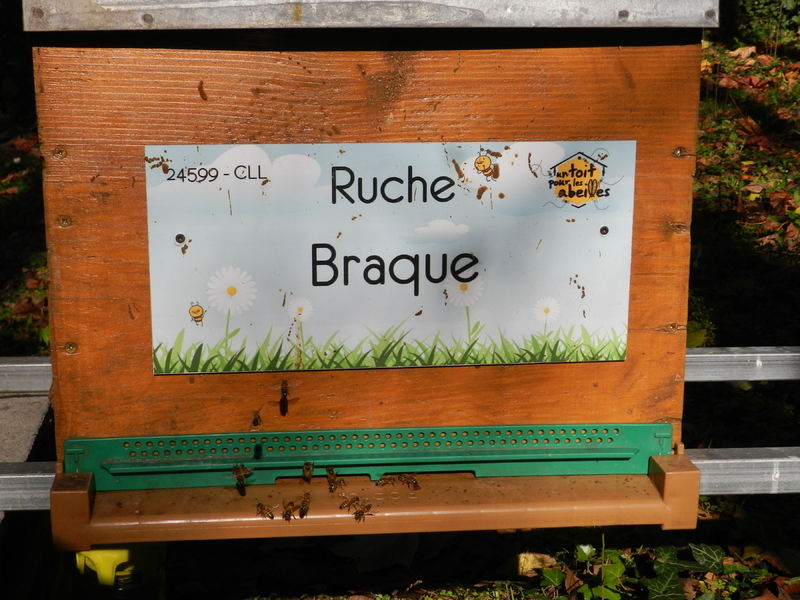 24599 - CLL
Ruche
Braque
un toit
pour les
abeilles